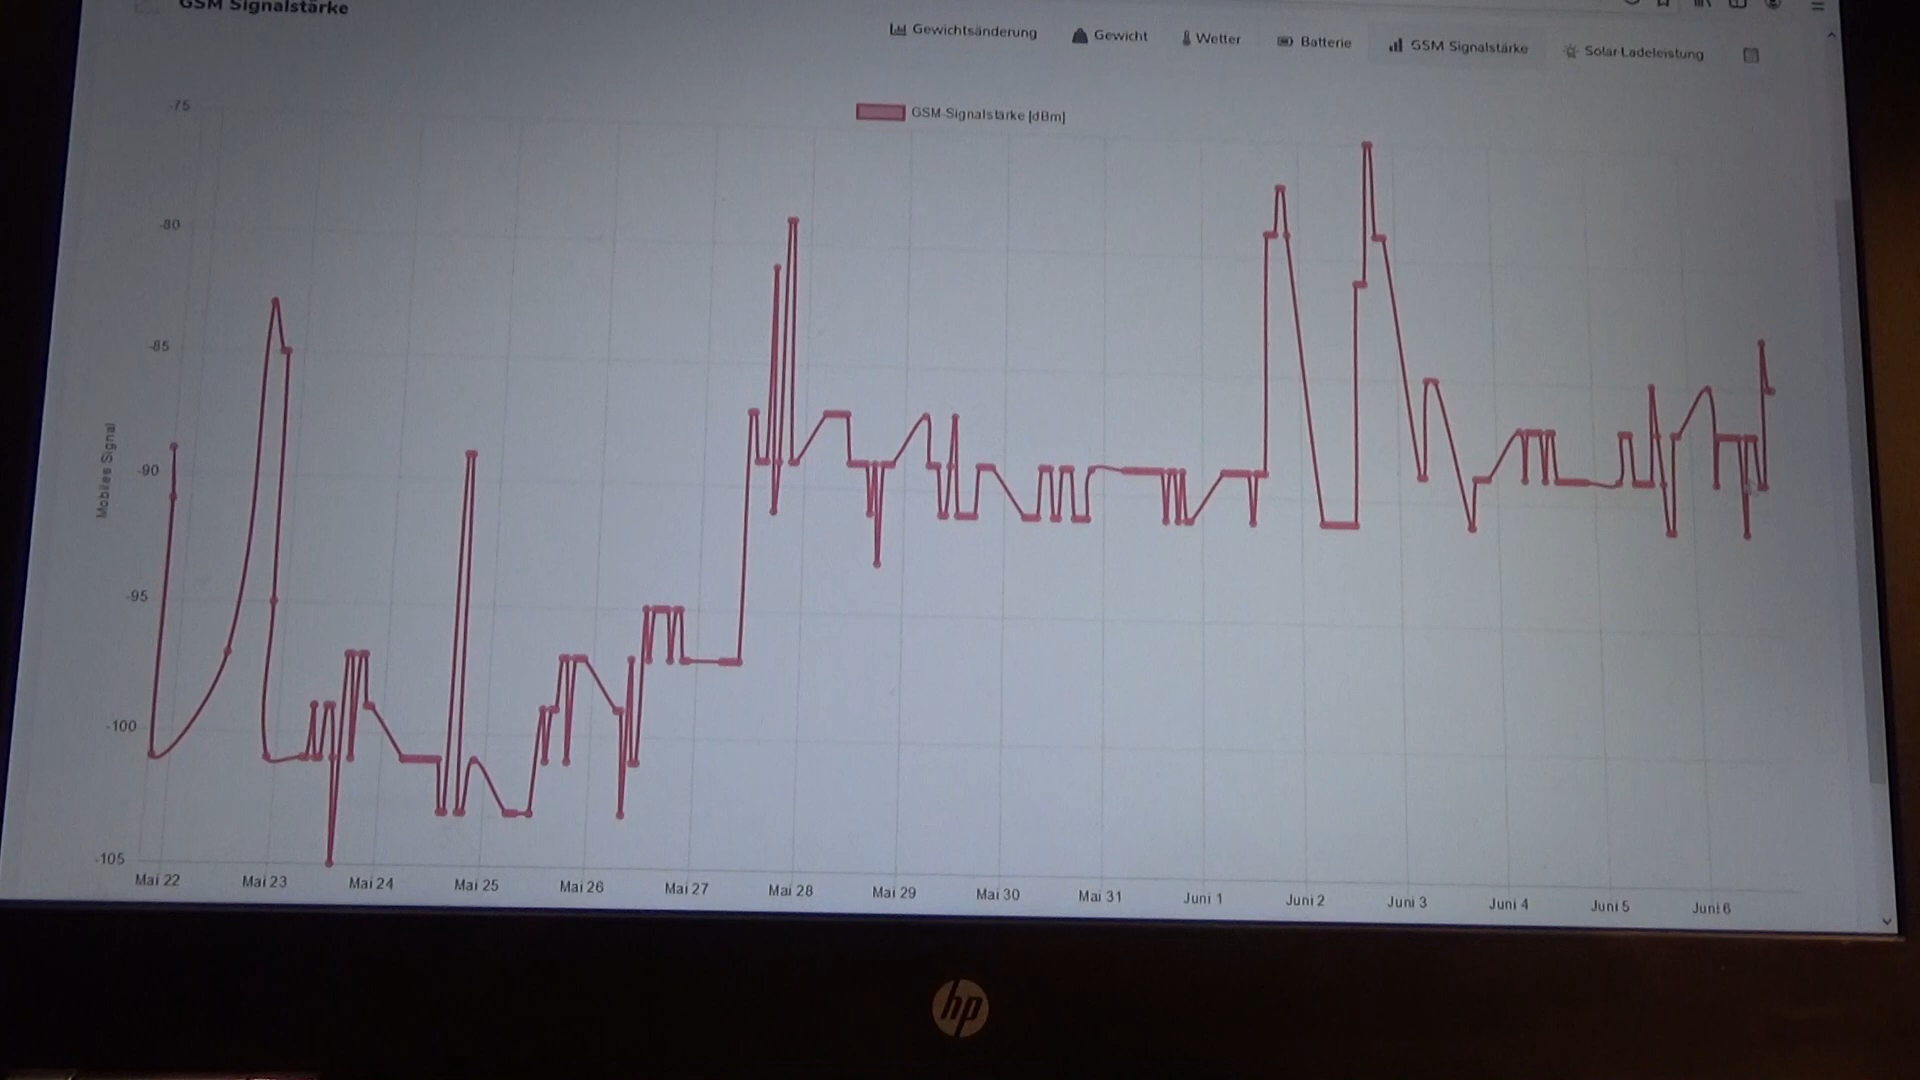 GSM Signalstärke
Gewichtsänderung Gewicht Wetter Batterie GSM Signalstärke Solar Ladeleistung
GSM-Signalstärke [dBm]
-75
-80
-85
-90
-95
-100
-105
Mobiles Signal
Mai 22 Mai 23 Mai 24 Mai 25 Mai 26 Mai 27 Mai 28 Mai 29 Mai 30 Mai 31 Juni 1 Juni 2 Juni 3 Juni 4 Juni 5 Juni 6
hp